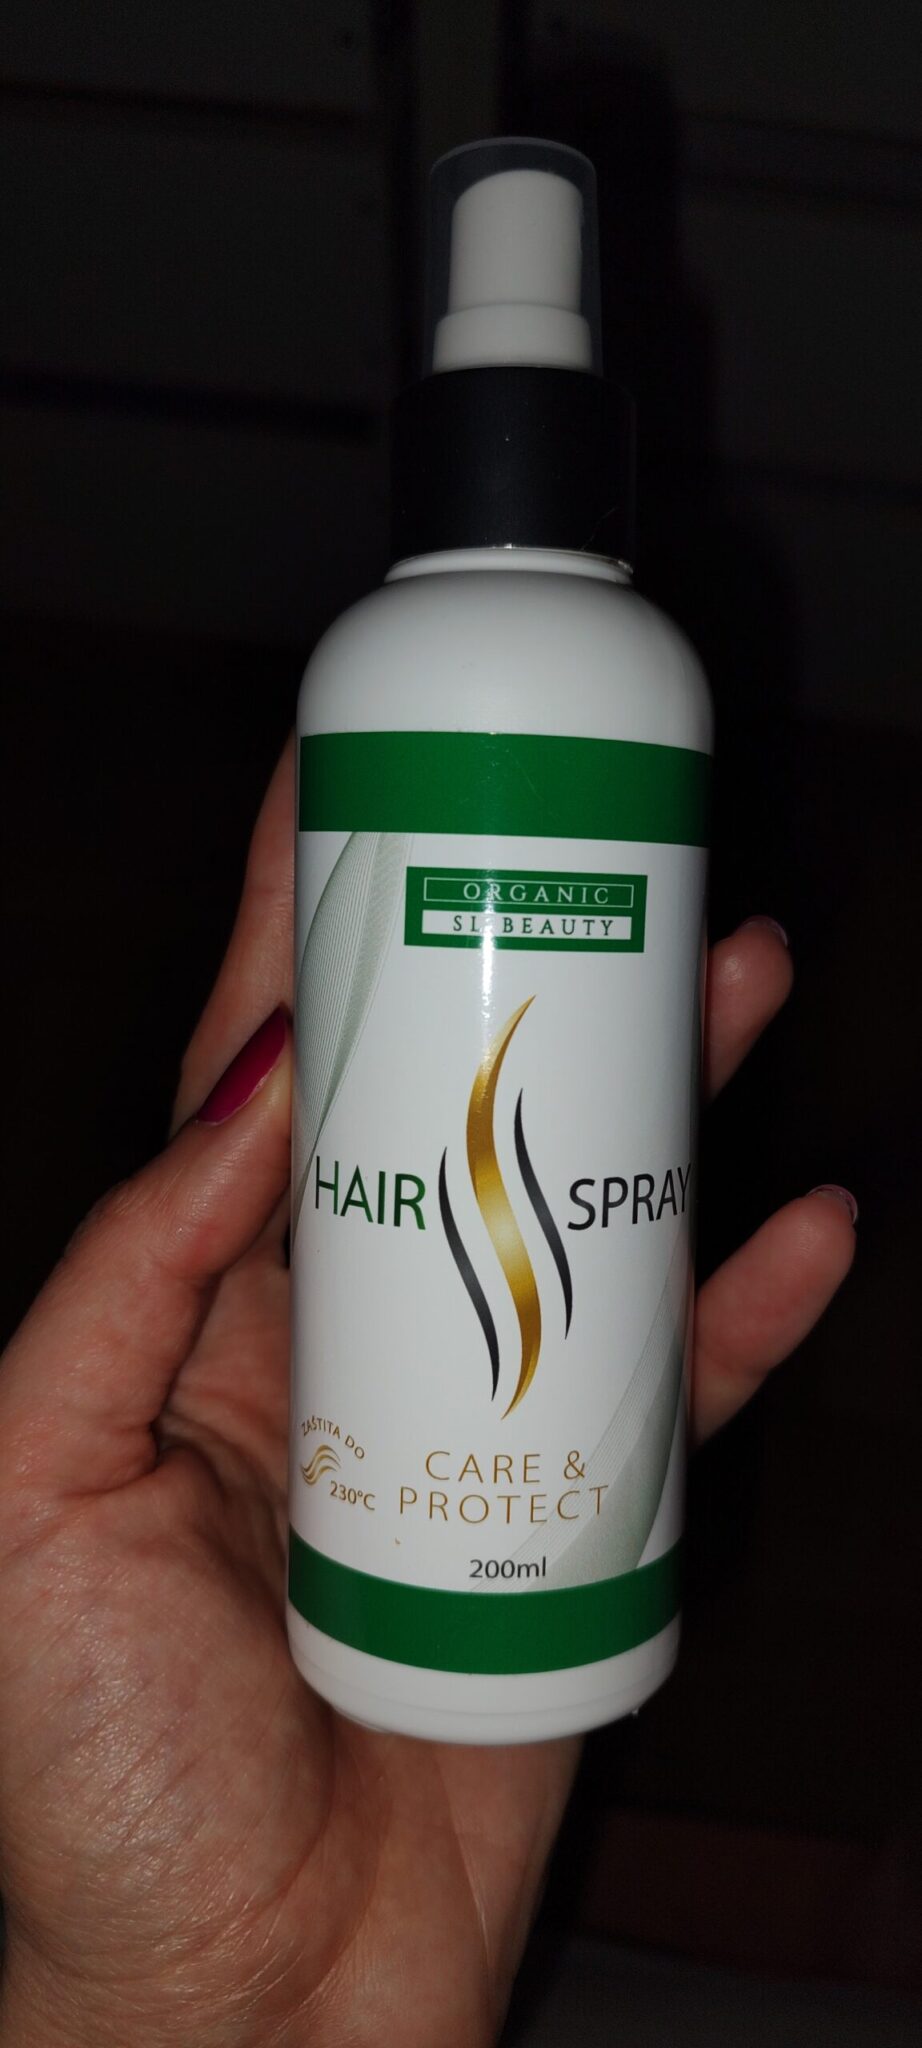 ORGANIC
SL BEAUTY
HAIR SPRAY
ZAŠTITA DO
230°C
CARE &
PROTECT
200ml